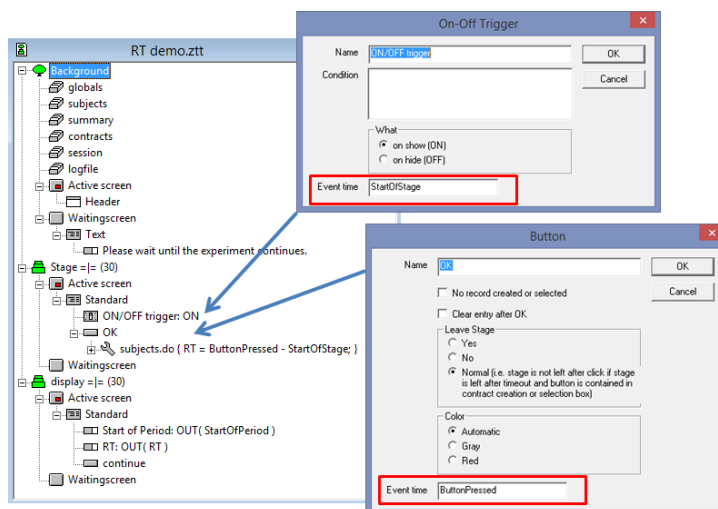 RT demo.ztt
Background
globals
subjects
summary
contracts
session
logfile
Active screen
Header
Waitingscreen
Text
Please wait until the experiment continues.
Stage =|= (30)
Active screen
Standard
ON/OFF trigger: ON
OK
subjects.do { RT = ButtonPressed - StartOfStage; }
Waitingscreen
display =|= (30)
Active screen
Standard
Start of Period: OUT( StartOfPeriod )
RT: OUT( RT )
continue
Waitingscreen
On-Off Trigger
Name ON/OFF trigger OK
Condition Cancel
What
on show (ON)
on hide (OFF)
Event time StartOfStage
Button
Name OK OK
No record created or selected Cancel
Clear entry after OK
Leave Stage
Yes
No
Normal (i.e. stage is not left after click if stage
is left after timeout and button is contained in
contract creation or selection box)
Color
Automatic
Gray
Red
Event time ButtonPressed